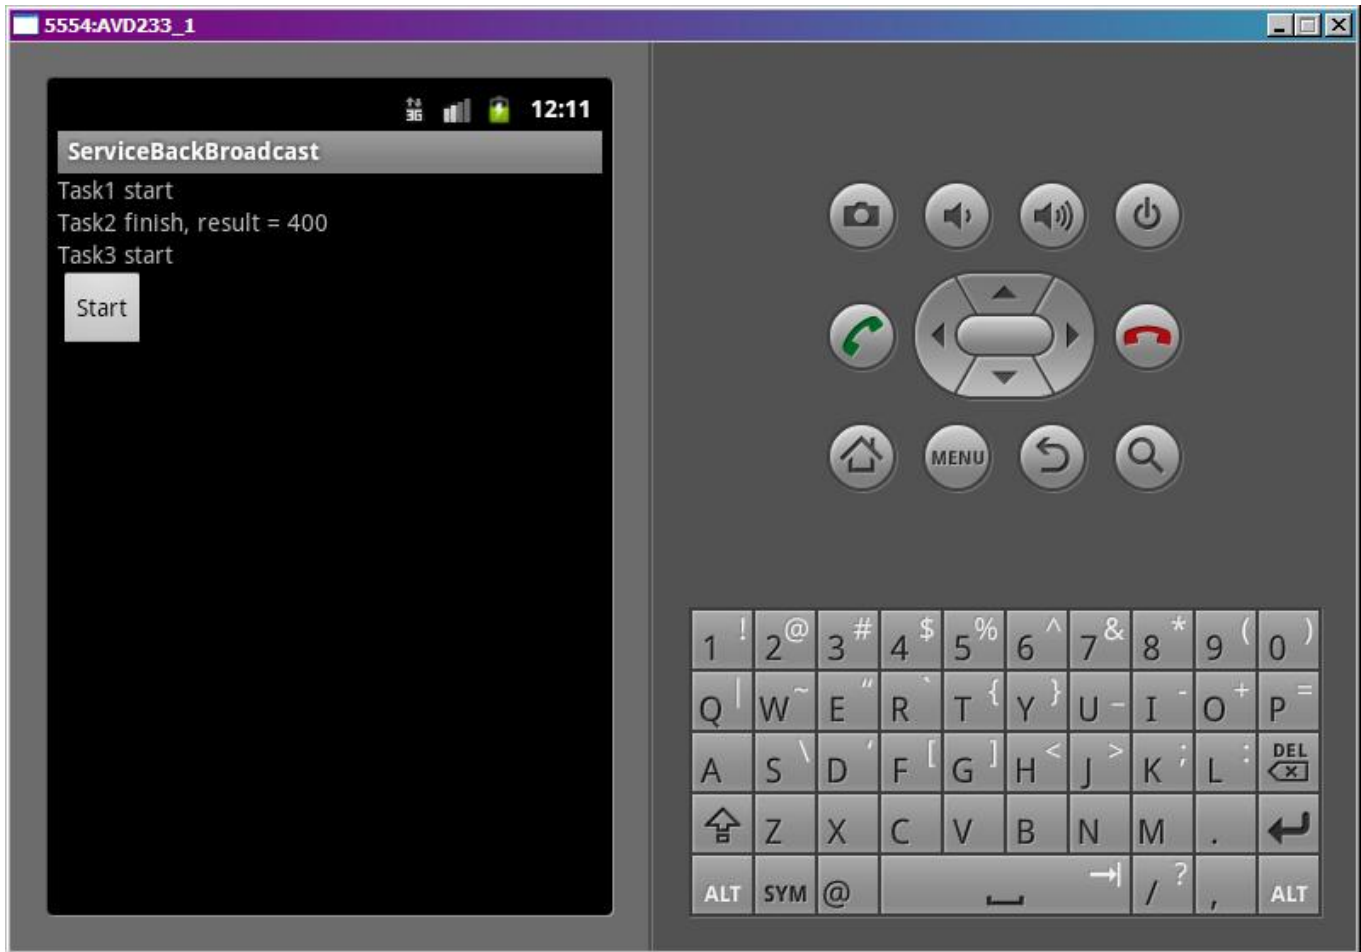 5554:AVD233_1
3G 12:11
ServiceBackBroadcast
Task1 start
Task2 finish, result = 400
Task3 start
Start
MENU
1 ! 2 @ 3 # 4 $ 5 % 6 ^ 7 & 8 * 9 ( 0 )
Q | W ~ E " R ` T { Y } U _ I - O + P =
A S \ D ' F [ G ] H < J > K ; L : DEL
Z X C V B N M .
ALT SYM @ / ? , ALT